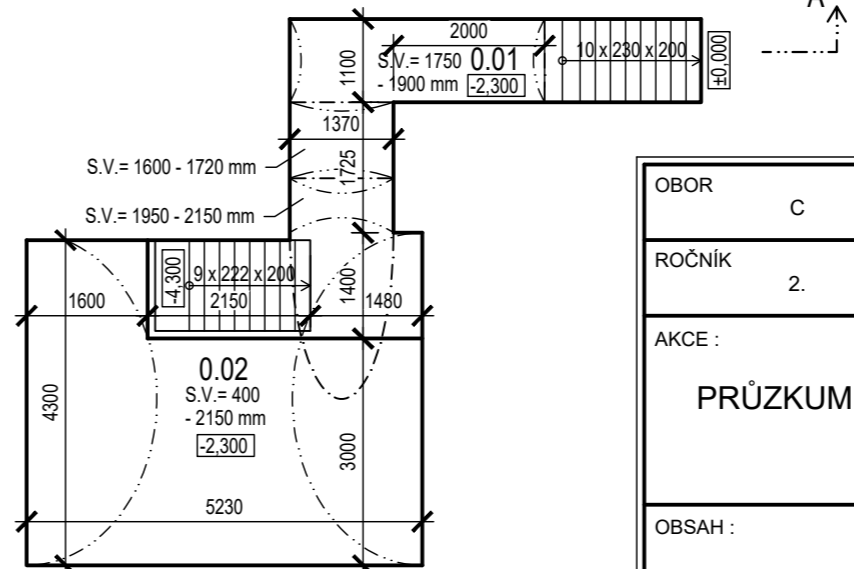 A
2000
S.V.= 1750 0.01
- 1900 mm -2,300
10 x 230 x 200
±0,000
1100
1370
S.V.= 1600 - 1720 mm
1725
S.V.= 1950 - 2150 mm
-4,300
9 x 222 x 200
1400
1600
2150
1480
0.02
S.V.= 400
- 2150 mm
-2,300
4300
3000
5230
OBOR
C
ROČNÍK
2.
AKCE :
PRŮZKUM
OBSAH :